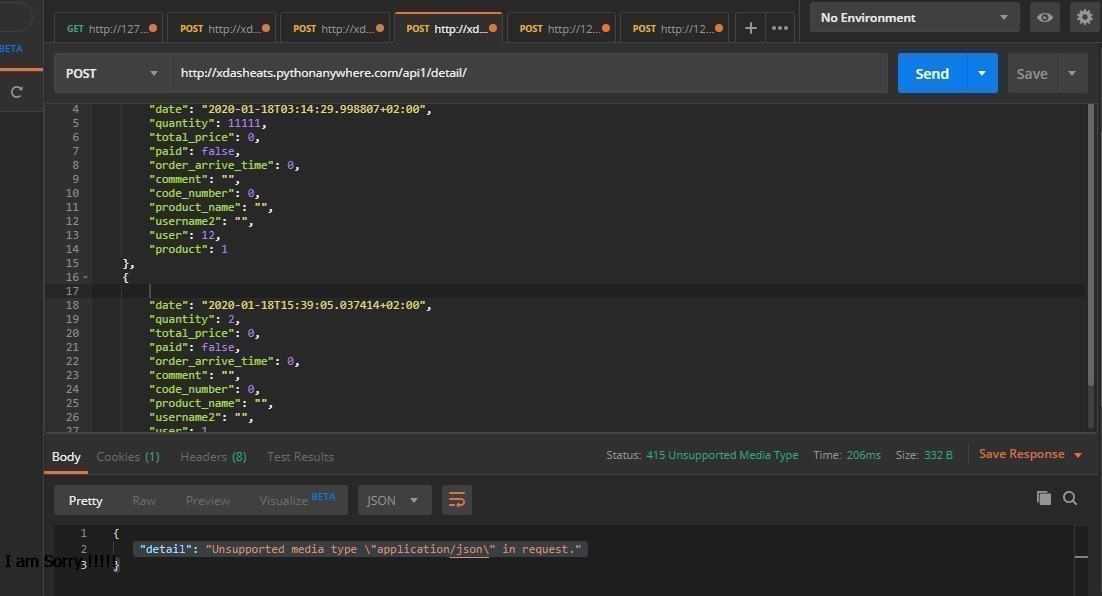 GET http://127...
POST http://xd...
POST http://xd...
POST http://xd...
POST http://12...
POST http://12...
+ •••
No Environment
BETA
POST http://xdasheats.pythonanywhere.com/api1/detail/ Send Save
4 "date": "2020-01-18T03:14:29.998807+02:00",
5 "quantity": 11111,
6 "total_price": 0,
7 "paid": false,
8 "order_arrive_time": 0,
9 "comment": "",
10 "code_number": 0,
11 "product_name": "",
12 "username2": "",
13 "user": 12,
14 "product": 1
15 },
16 {
17
18 "date": "2020-01-18T15:39:05.037414+02:00",
19 "quantity": 2,
20 "total_price": 0,
21 "paid": false,
22 "order_arrive_time": 0,
23 "comment": "",
24 "code_number": 0,
25 "product_name": "",
26 "username2": "",
27 "user": 1
Body Cookies (1) Headers (8) Test Results Status: 415 Unsupported Media Type Time: 206ms Size: 332 B Save Response
Pretty Raw Preview Visualize BETA JSON
1 {
2 "detail": "Unsupported media type \"application/json\" in request."
3 }
I am Sorry !!!!!